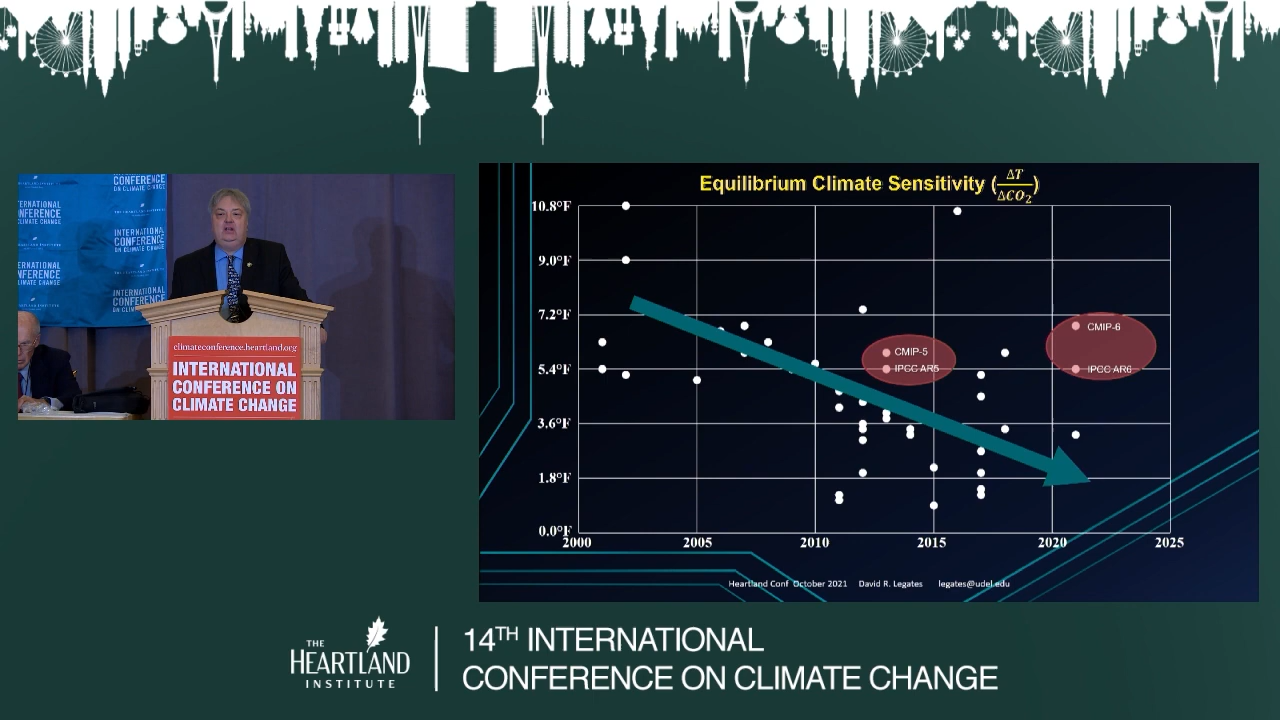 CONFERENCE
ON CLIMATE CHANGE
INTERNATIONAL
CONFERENCE
ON CLIMATE CHANGE
climateconference.heartland.org
INTERNATIONAL
CONFERENCE ON
CLIMATE CHANGE
Equilibrium Climate Sensitivity (ΔT/ΔCO₂)
10.8°F
9.0°F
7.2°F
5.4°F
3.6°F
1.8°F
0.0°F
CMIP-5
IPCC AR5
CMIP-6
IPCC AR6
2000 2005 2010 2015 2020 2025
Heartland Conf October 2021 David R. Legates legates@udel.edu
THE
HEARTLAND
INSTITUTE
14TH INTERNATIONAL
CONFERENCE ON CLIMATE CHANGE